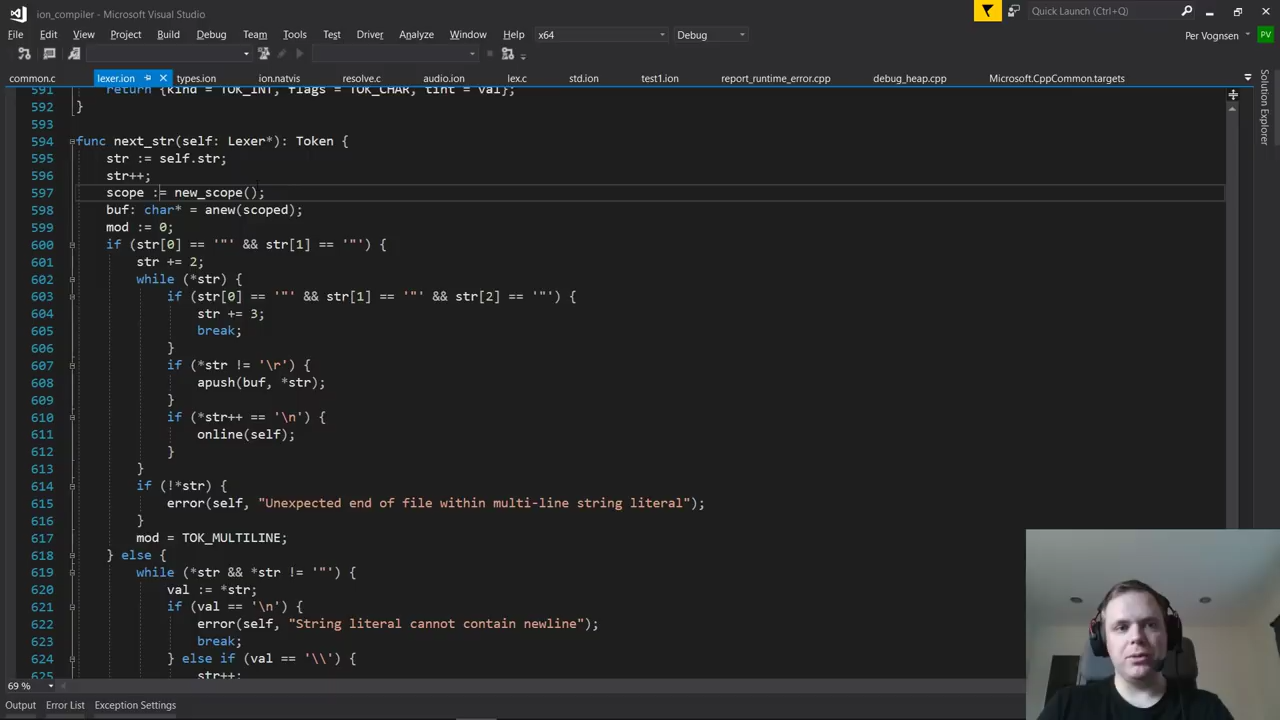 ion_compiler - Microsoft Visual Studio
Quick Launch (Ctrl+Q)
File Edit View Project Build Debug Team Tools Test Driver Analyze Window Help x64 Debug Per Vognsen PV
common.c lexer.ion types.ion ion.natvis resolve.c audio.ion lex.c std.ion test1.ion report_runtime_error.cpp debug_heap.cpp Microsoft.CppCommon.targets
Solution Explorer
591 return {kind = TOK_INT, flags = TOK_CHAR, tint = val};
592 }
593
594 func next_str(self: Lexer*): Token {
595 str := self.str;
596 str++;
597 scope := new_scope();
598 buf: char* = anew(scoped);
599 mod := 0;
600 if (str[0] == '"' && str[1] == '"') {
601 str += 2;
602 while (*str) {
603 if (str[0] == '"' && str[1] == '"' && str[2] == '"') {
604 str += 3;
605 break;
606 }
607 if (*str != '\r') {
608 apush(buf, *str);
609 }
610 if (*str++ == '\n') {
611 online(self);
612 }
613 }
614 if (!*str) {
615 error(self, "Unexpected end of file within multi-line string literal");
616 }
617 mod = TOK_MULTILINE;
618 } else {
619 while (*str && *str != '"') {
620 val := *str;
621 if (val == '\n') {
622 error(self, "String literal cannot contain newline");
623 break;
624 } else if (val == '\\') {
625 str++;
69 %
Output Error List Exception Settings